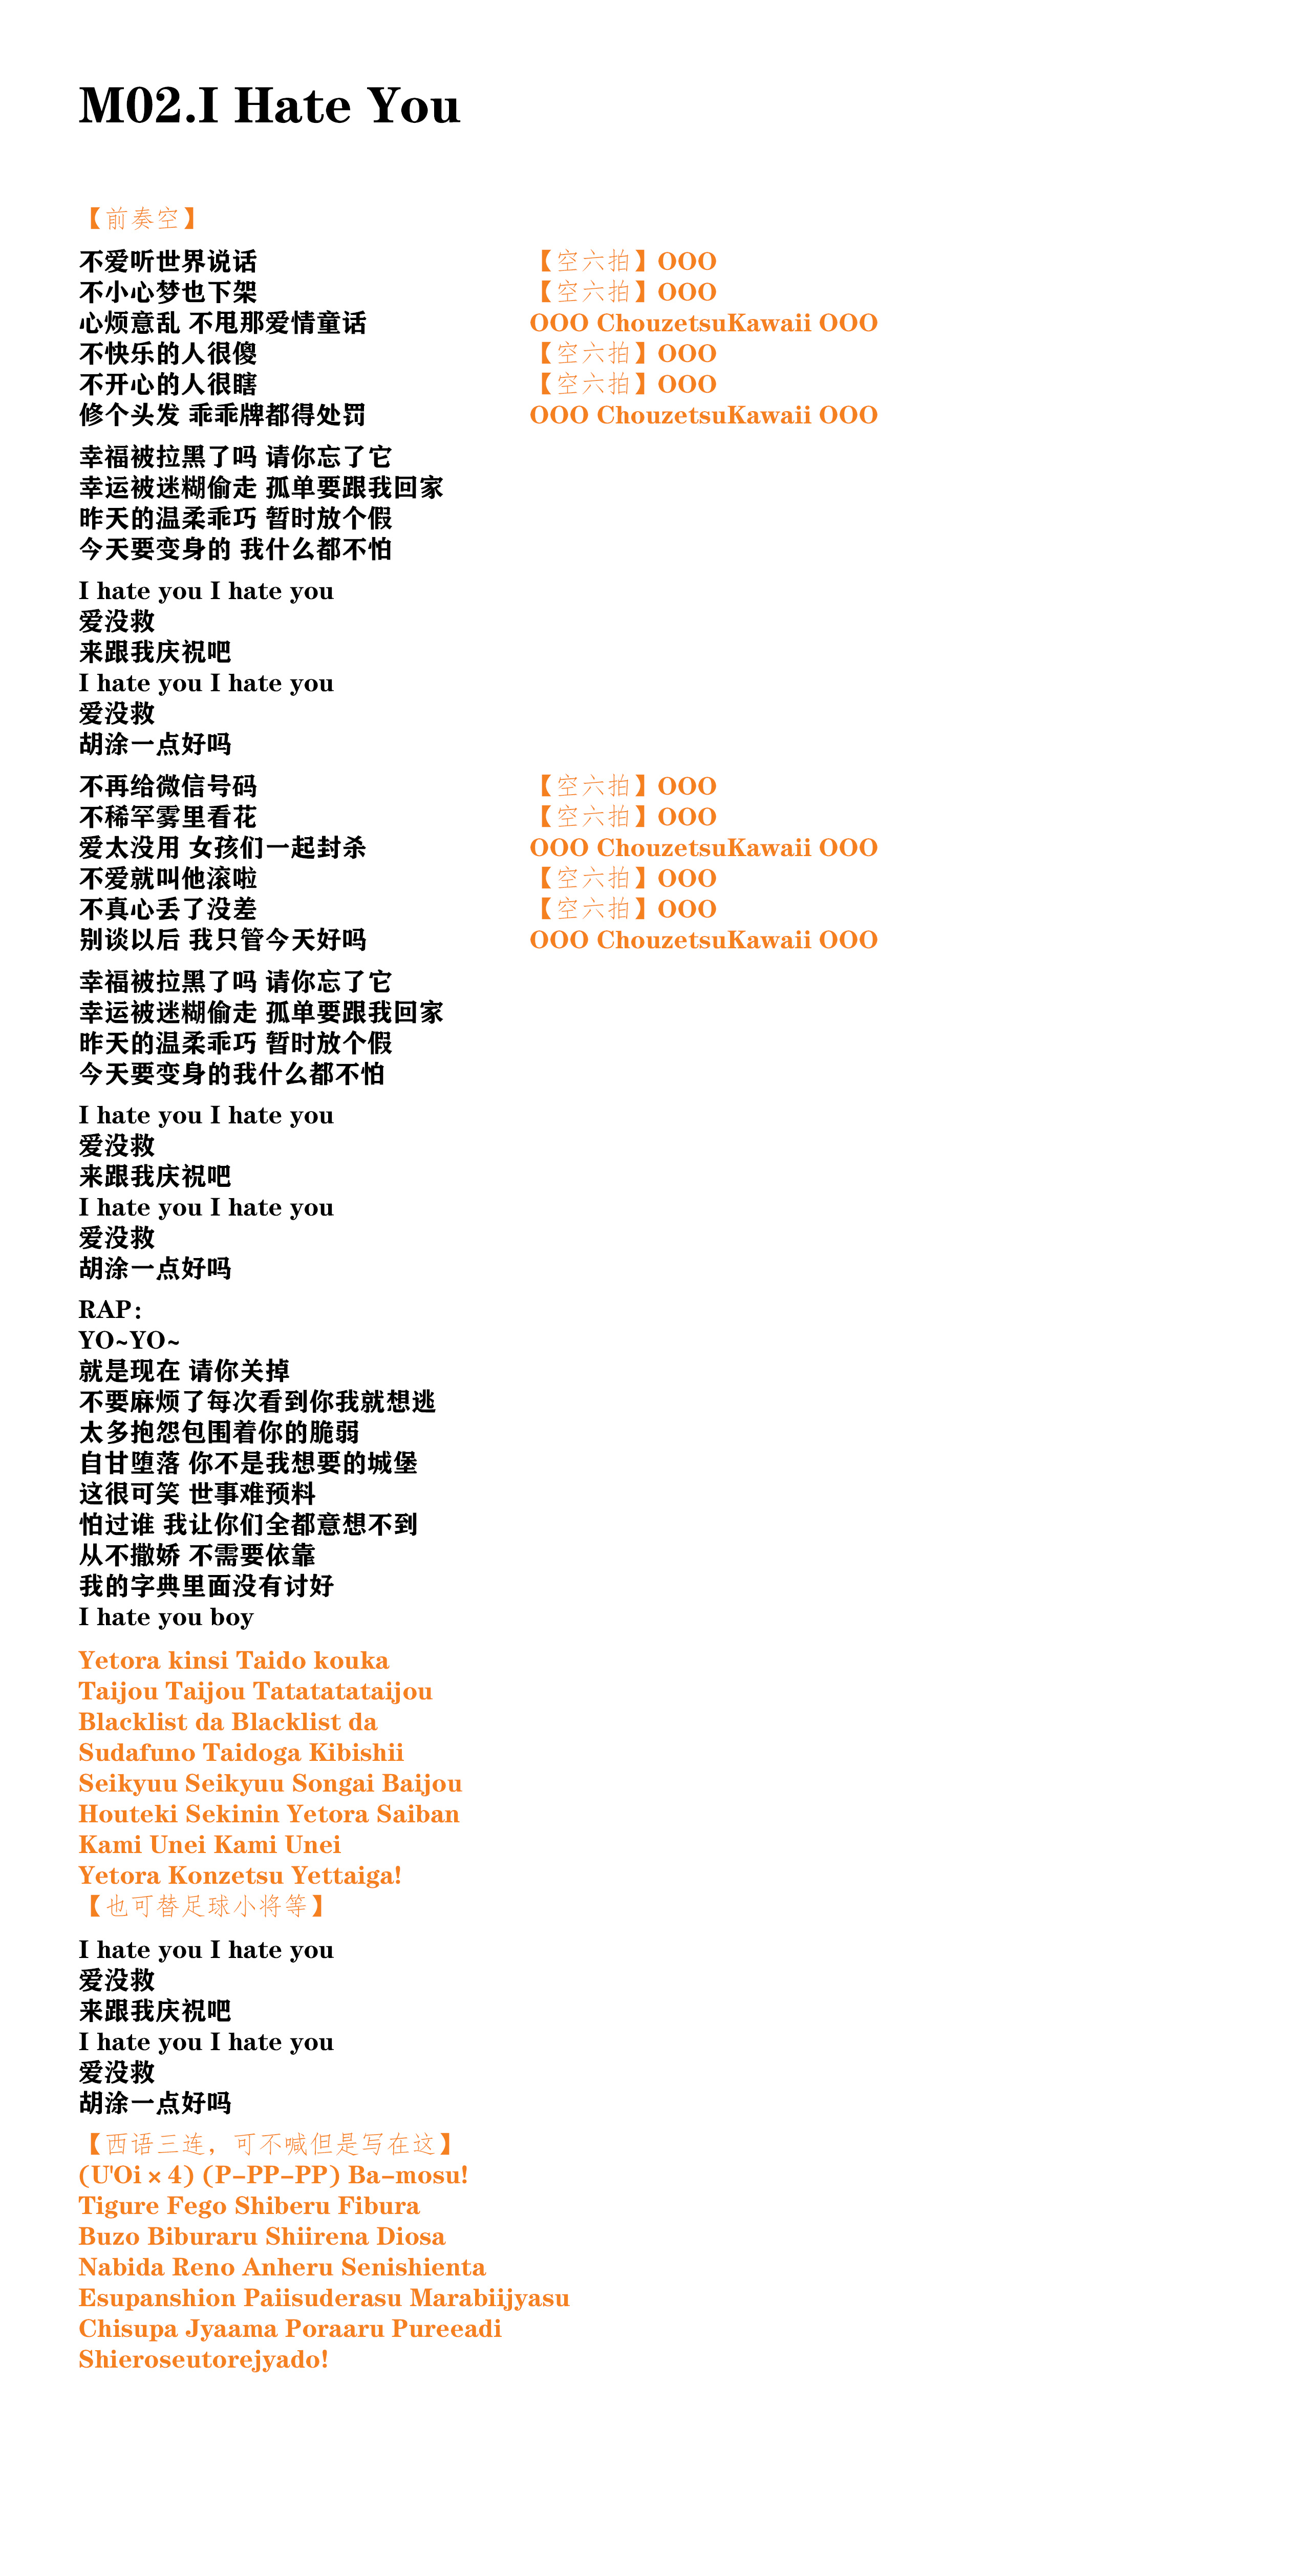 M02.I Hate You
【前奏空】
不爱听世界说话 【空六拍】OOO
不小心梦也下架 【空六拍】OOO
心烦意乱 不甩那爱情童话 OOO ChouzetsuKawaii OOO
不快乐的人很傻 【空六拍】OOO
不开心的人很瞎 【空六拍】OOO
修个头发 乖乖牌都得处罚 OOO ChouzetsuKawaii OOO
幸福被拉黑了吗 请你忘了它
幸运被迷糊偷走 孤单要跟我回家
昨天的温柔乖巧 暂时放个假
今天要变身的 我什么都不怕
I hate you I hate you
爱没救
来跟我庆祝吧
I hate you I hate you
爱没救
胡涂一点好吗
不再给微信号码 【空六拍】OOO
不稀罕雾里看花 【空六拍】OOO
爱太没用 女孩们一起封杀 OOO ChouzetsuKawaii OOO
不爱就叫他滚啦 【空六拍】OOO
不真心丢了没差 【空六拍】OOO
别谈以后 我只管今天好吗 OOO ChouzetsuKawaii OOO
幸福被拉黑了吗 请你忘了它
幸运被迷糊偷走 孤单要跟我回家
昨天的温柔乖巧 暂时放个假
今天要变身的我什么都不怕
I hate you I hate you
爱没救
来跟我庆祝吧
I hate you I hate you
爱没救
胡涂一点好吗
RAP：
YO~YO~
就是现在 请你关掉
不要麻烦了每次看到你我就想逃
太多抱怨包围着你的脆弱
自甘堕落 你不是我想要的城堡
这很可笑 世事难预料
怕过谁 我让你们全都意想不到
从不撒娇 不需要依靠
我的字典里面没有讨好
I hate you boy
Yetora kinsi Taido kouka
Taijou Taijou Tatatatataijou
Blacklist da Blacklist da
Sudafuno Taidoga Kibishii
Seikyuu Seikyuu Songai Baijou
Houteki Sekinin Yetora Saiban
Kami Unei Kami Unei
Yetora Konzetsu Yettaiga!
【也可替足球小将等】
I hate you I hate you
爱没救
来跟我庆祝吧
I hate you I hate you
爱没救
胡涂一点好吗
【西语三连，可不喊但是写在这】
(U'Oi×4) (P-PP-PP) Ba-mosu!
Tigure Fego Shiberu Fibura
Buzo Biburaru Shiirena Diosa
Nabida Reno Anheru Senishienta
Esupanshion Paiisuderasu Marabiijyasu
Chisupa Jyaama Poraaru Pureeadi
Shieroseutorejyado!